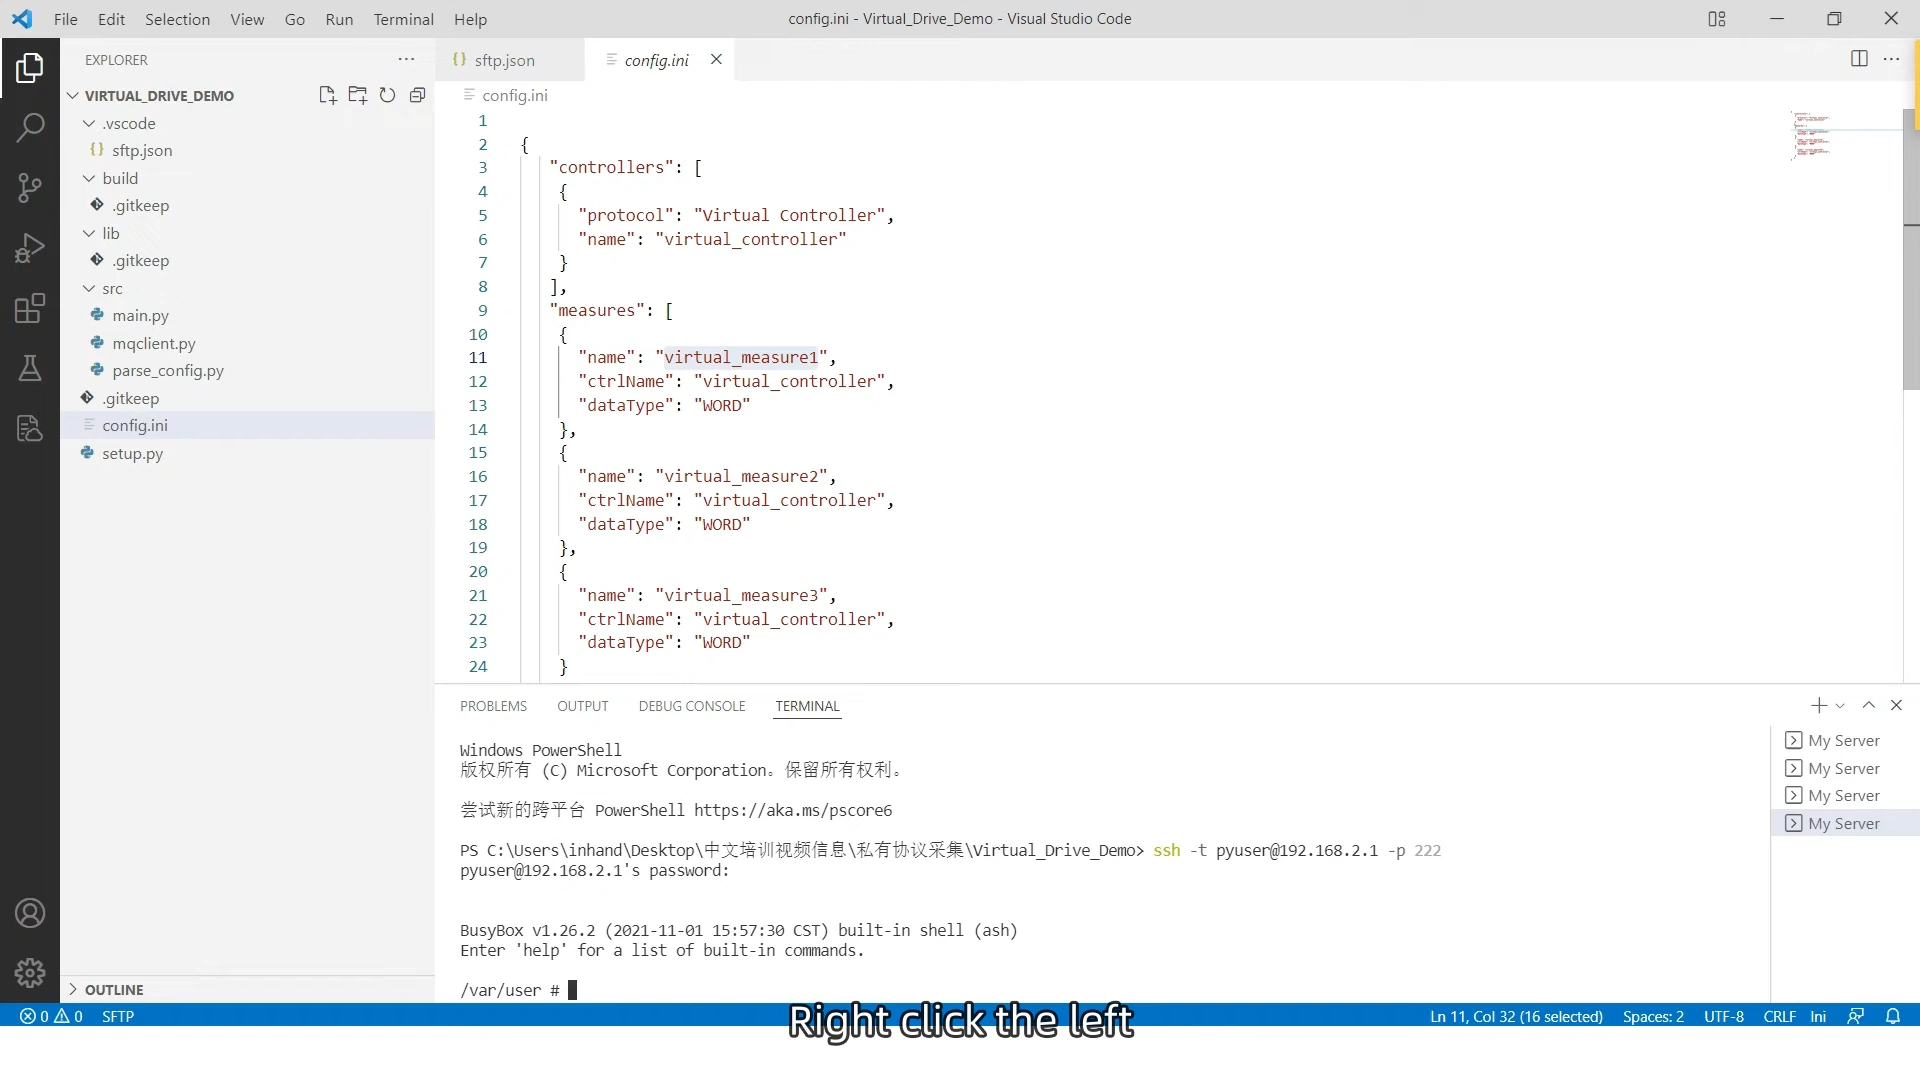 File Edit Selection View Go Run Terminal Help
config.ini - Virtual_Drive_Demo - Visual Studio Code
EXPLORER
VIRTUAL_DRIVE_DEMO
.vscode
sftp.json
build
.gitkeep
lib
.gitkeep
src
main.py
mqclient.py
parse_config.py
.gitkeep
config.ini
setup.py
OUTLINE
sftp.json
config.ini
config.ini
1
2 {
3 "controllers": [
4 {
5 "protocol": "Virtual Controller",
6 "name": "virtual_controller"
7 }
8 ],
9 "measures": [
10 {
11 "name": "virtual_measure1",
12 "ctrlName": "virtual_controller",
13 "dataType": "WORD"
14 },
15 {
16 "name": "virtual_measure2",
17 "ctrlName": "virtual_controller",
18 "dataType": "WORD"
19 },
20 {
21 "name": "virtual_measure3",
22 "ctrlName": "virtual_controller",
23 "dataType": "WORD"
24 }
PROBLEMS OUTPUT DEBUG CONSOLE TERMINAL
Windows PowerShell
版权所有 (C) Microsoft Corporation。保留所有权利。
尝试新的跨平台 PowerShell https://aka.ms/pscore6
PS C:\Users\inhand\Desktop\中文培训视频信息\私有协议采集\Virtual_Drive_Demo> ssh -t pyuser@192.168.2.1 -p 222
pyuser@192.168.2.1's password:
BusyBox v1.26.2 (2021-11-01 15:57:30 CST) built-in shell (ash)
Enter 'help' for a list of built-in commands.
/var/user #
My Server
My Server
My Server
My Server
0 0 SFTP
Ln 11, Col 32 (16 selected) Spaces: 2 UTF-8 CRLF Ini
Right click the left